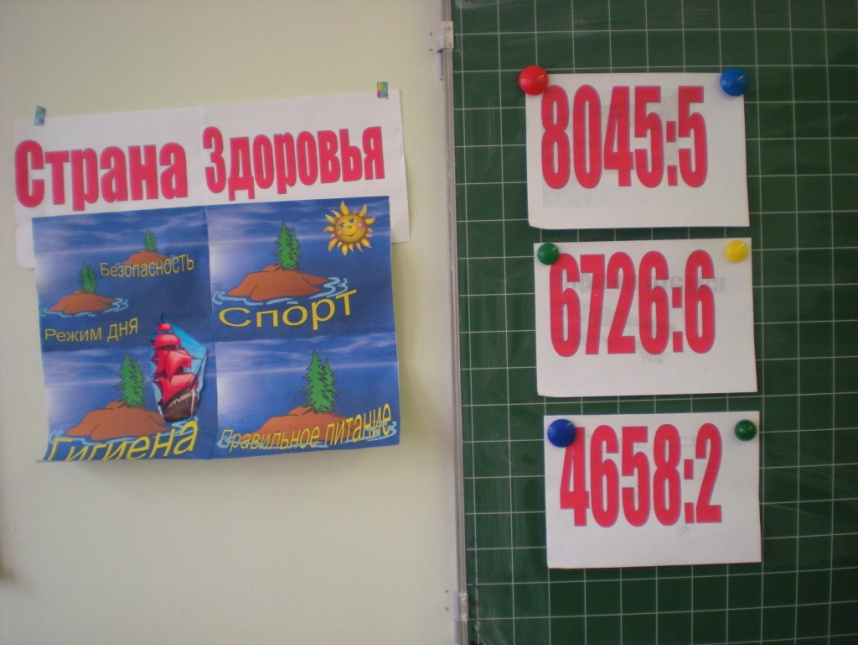 Страна Здоровья
Безопасность
Режим дня
Спорт
Гигиена
Правильное питание
8045:5
6726:6
4658:2